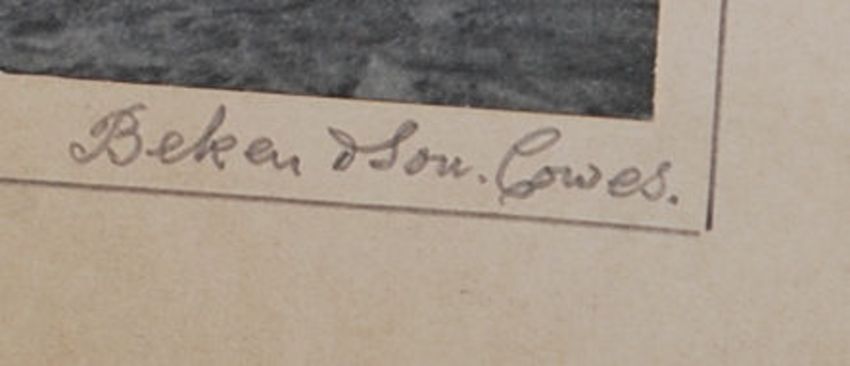 Beken & Son. Cowes.